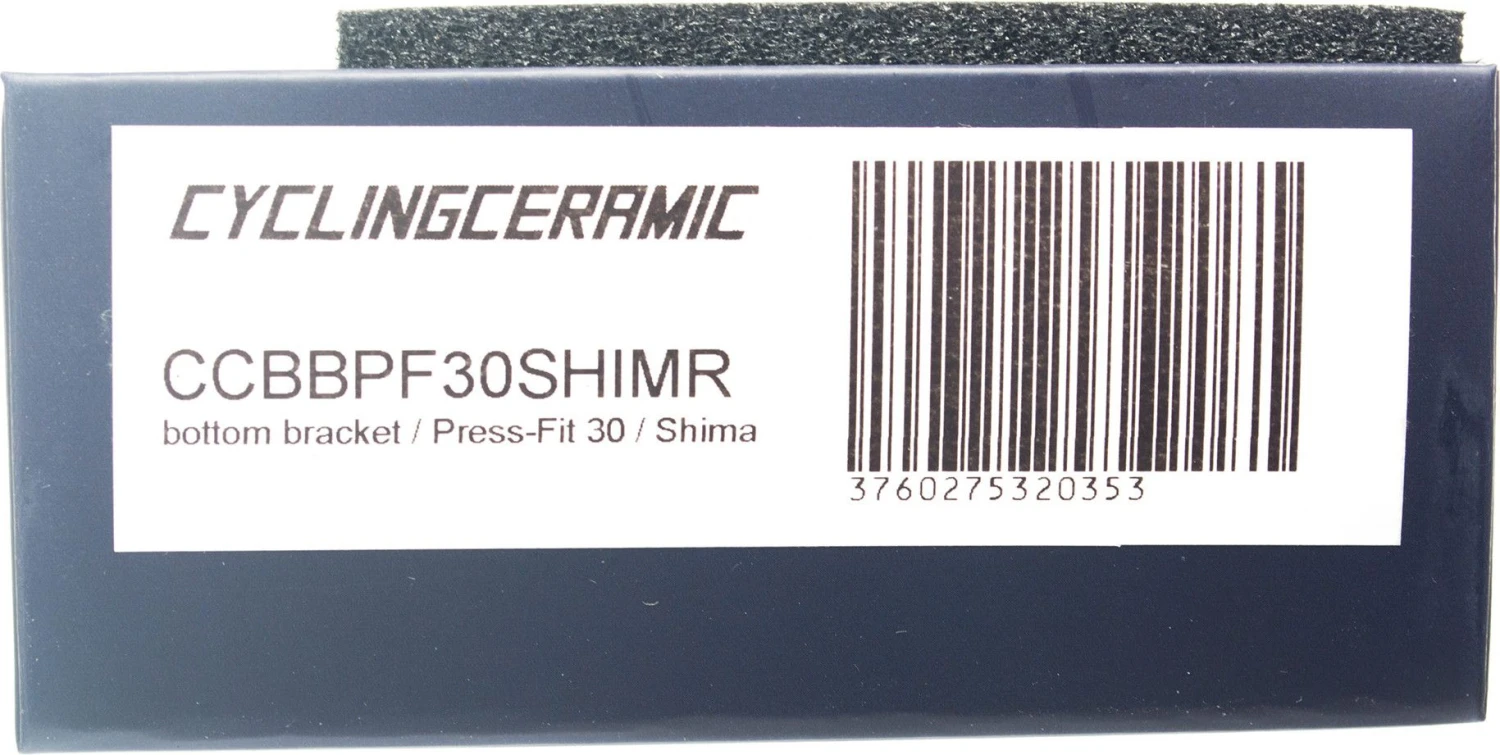 CYCLINGCERAMIC
CCBBPF30SHIMR
bottom bracket / Press-Fit 30 / Shima
3760275320353